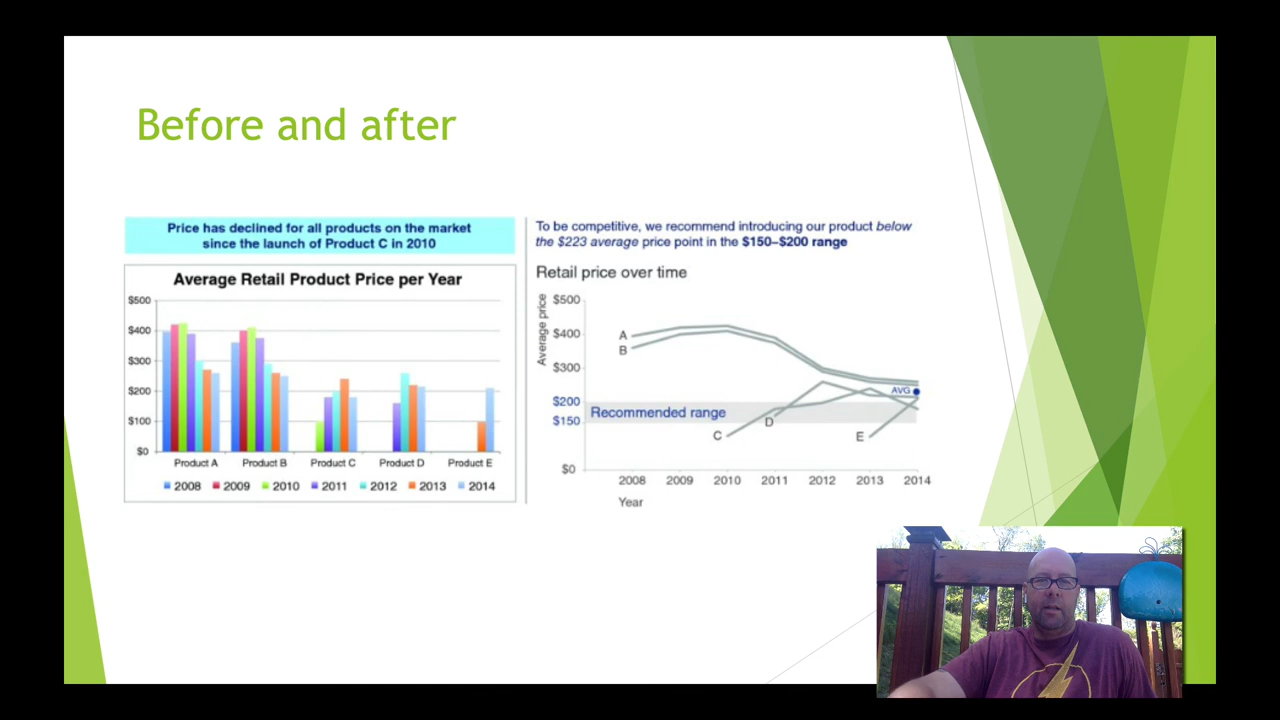 Before and after
Price has declined for all products on the market
since the launch of Product C in 2010
Average Retail Product Price per Year
$500
$400
$300
$200
$100
$0
Product A Product B Product C Product D Product E
2008 2009 2010 2011 2012 2013 2014
To be competitive, we recommend introducing our product below
the $223 average price point in the $150–$200 range
Retail price over time
Average price
$500
$400
$300
$200
$150
$0
A
B
C
D
E
AVG
Recommended range
2008 2009 2010 2011 2012 2013 2014
Year